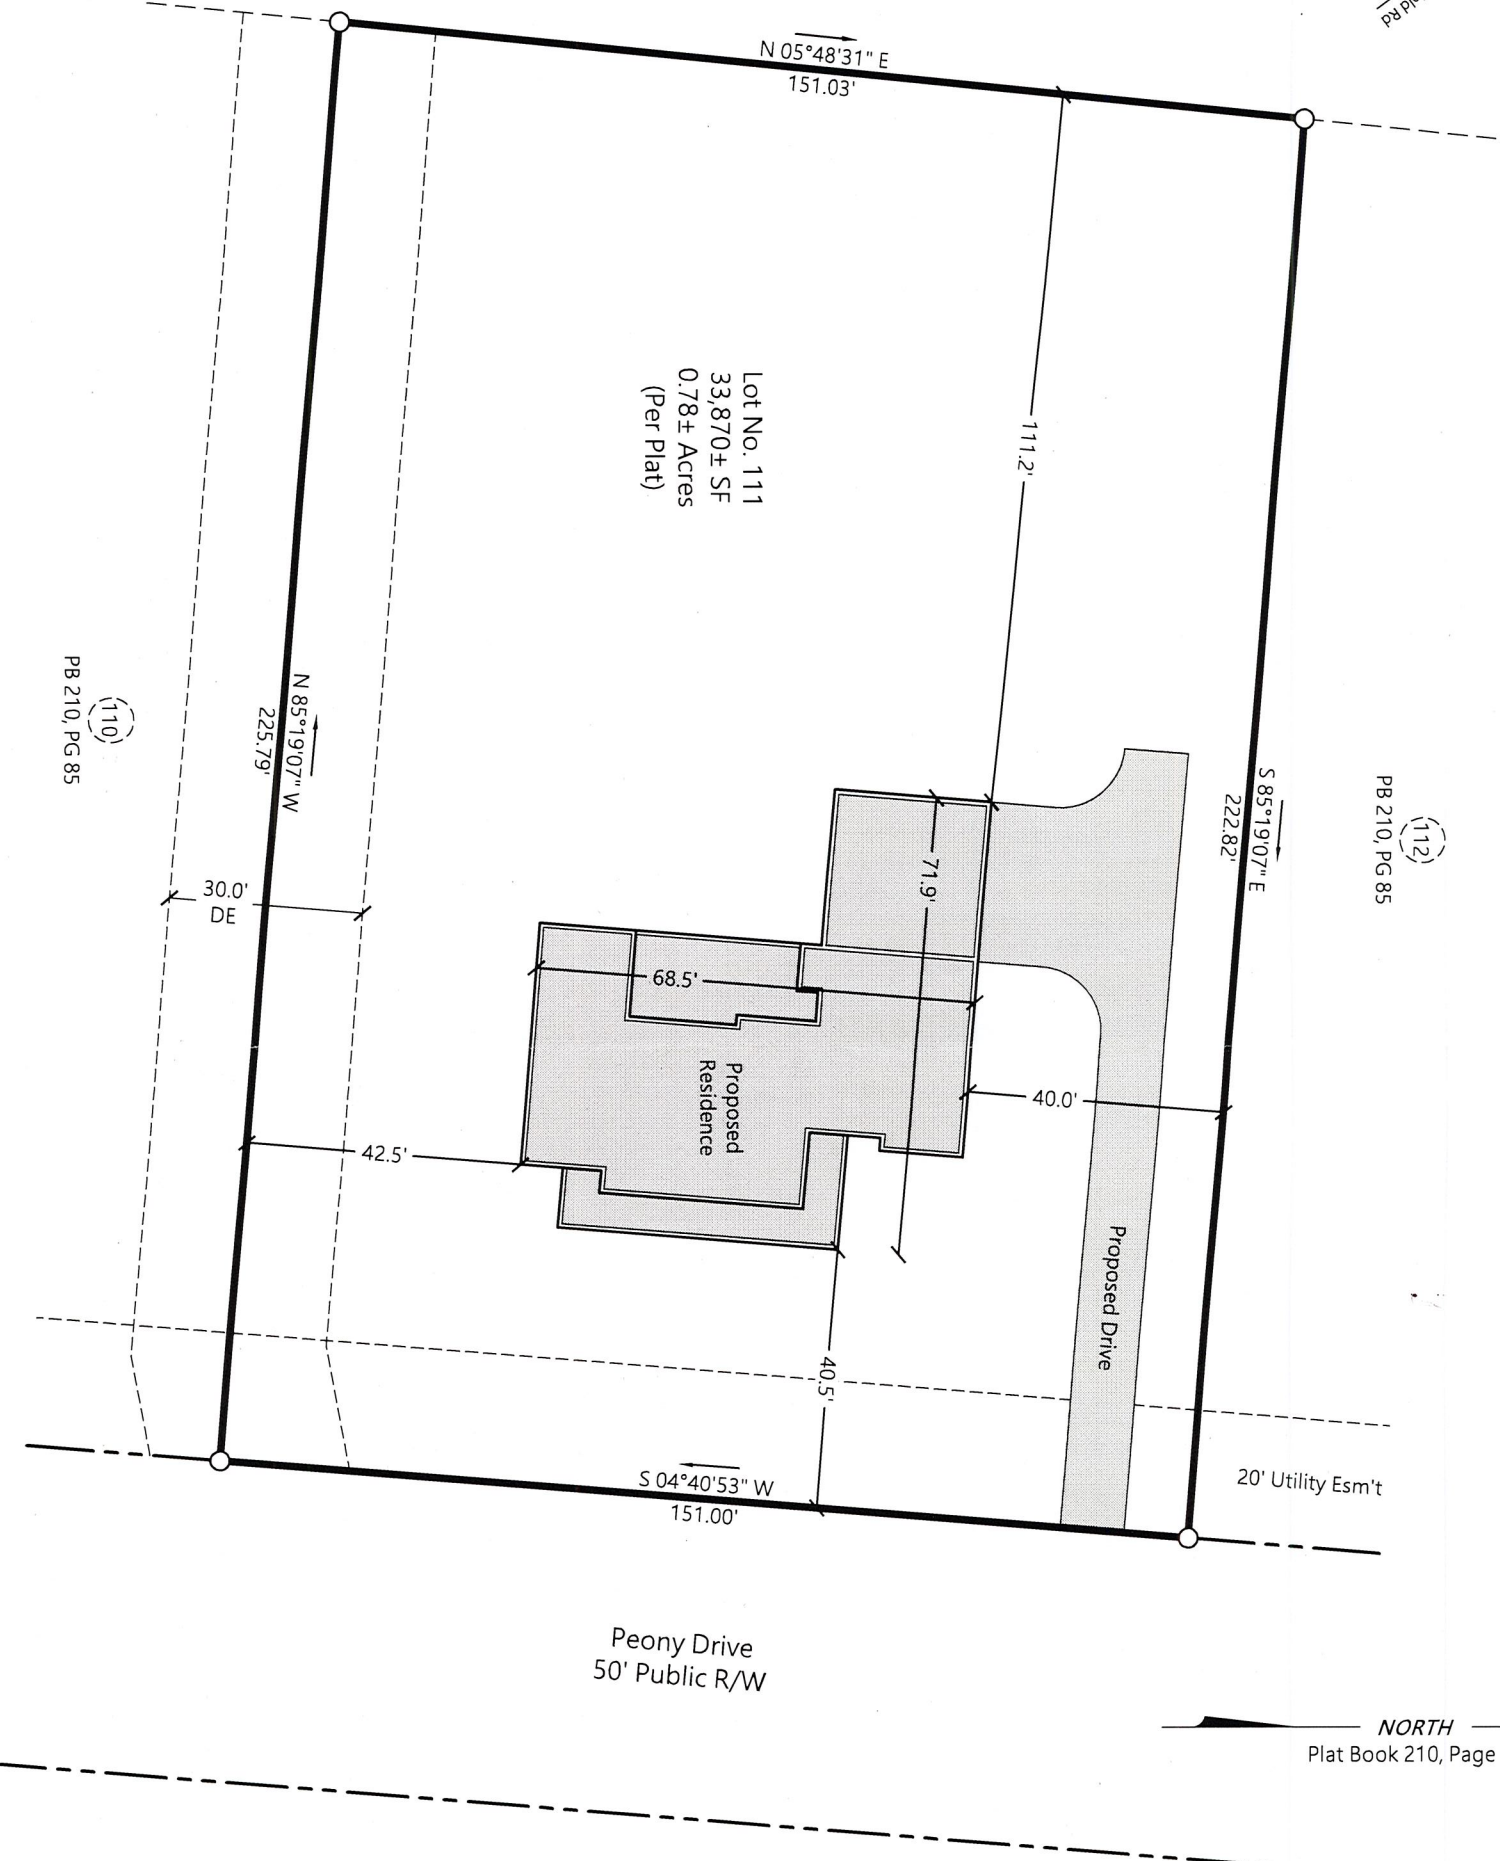 ld Rd
N 05°48'31" E
151.03'
111.2'
Lot No. 111
33,870± SF
0.78± Acres
(Per Plat)
110
PB 210, PG 85
N 85°19'07" W
225.79'
S 85°19'07" E
222.82'
112
PB 210, PG 85
30.0'
DE
71.9'
68.5'
Proposed
Residence
40.0'
42.5'
Proposed Drive
40.5'
S 04°40'53" W
151.00'
20' Utility Esm't
Peony Drive
50' Public R/W
NORTH
Plat Book 210, Page